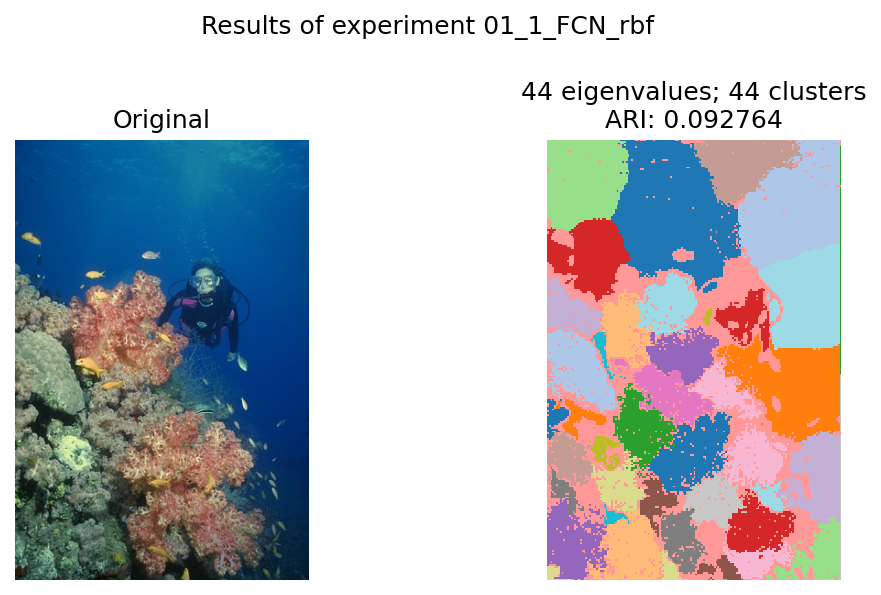 Results of experiment 01_1_FCN_rbf
Original
44 eigenvalues; 44 clusters
ARI: 0.092764